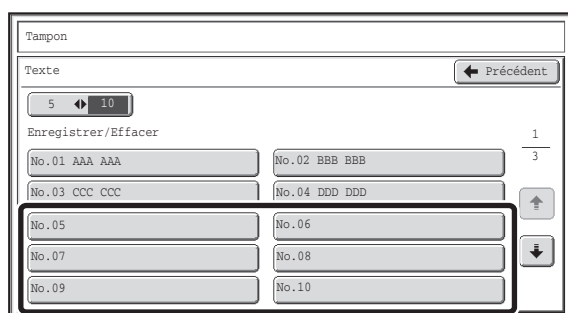 Tampon
Texte
Précédent
5 10
Enregistrer/Effacer
1
3
No.01 AAA AAA No.02 BBB BBB
No.03 CCC CCC No.04 DDD DDD
No.05 No.06
No.07 No.08
No.09 No.10